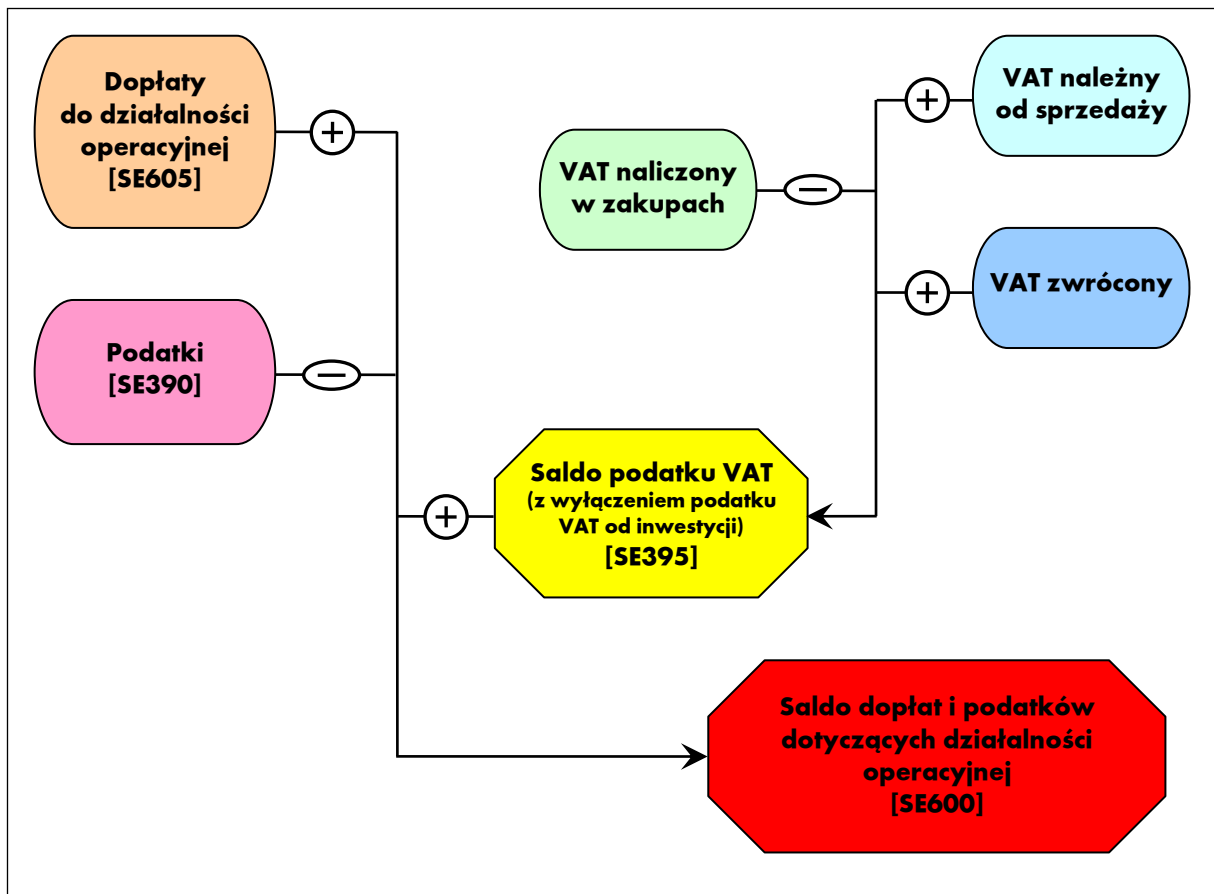 Dopłaty
do działalności
operacyjnej
[SE605]
+
VAT należny
od sprzedaży
+
VAT naliczony
w zakupach
−
VAT zwrócony
+
Podatki
[SE390]
−
Saldo podatku VAT
(z wyłączeniem podatku
VAT od inwestycji)
[SE395]
+
Saldo dopłat i podatków
dotyczących działalności
operacyjnej
[SE600]